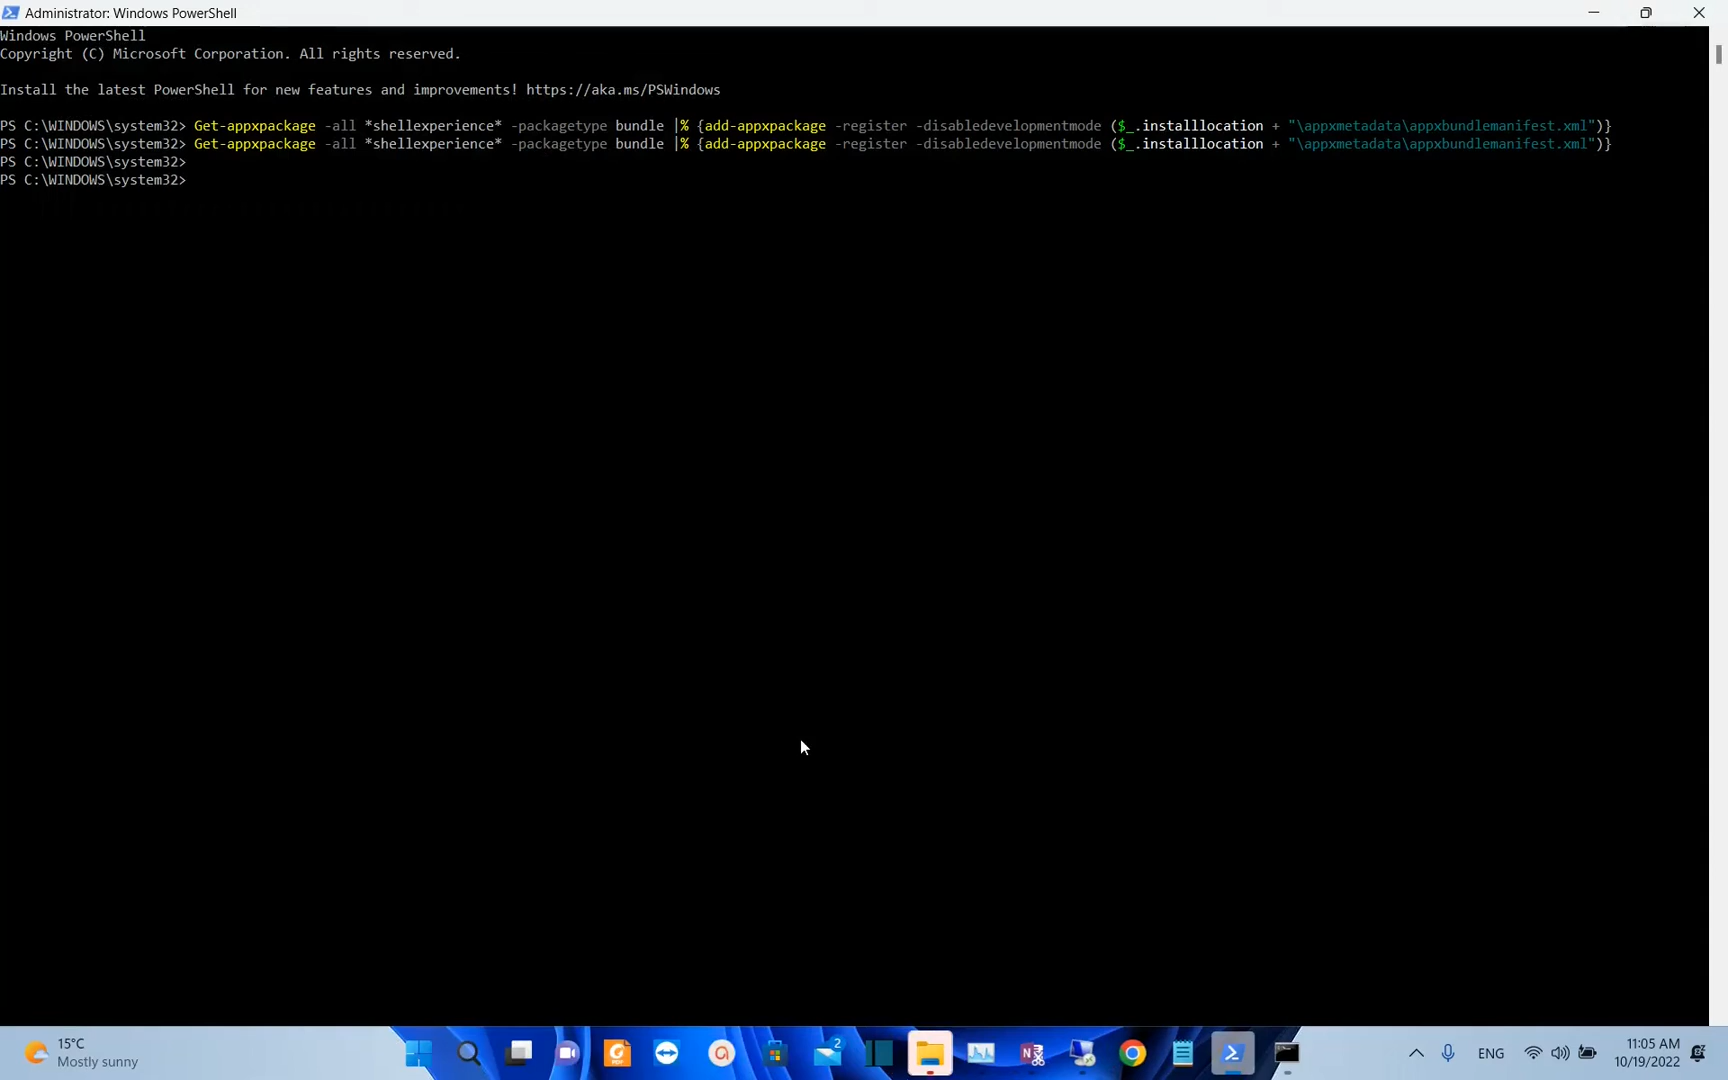 Administrator: Windows PowerShell
Windows PowerShell
Copyright (C) Microsoft Corporation. All rights reserved.
Install the latest PowerShell for new features and improvements! https://aka.ms/PSWindows
PS C:\WINDOWS\system32> Get-appxpackage -all *shellexperience* -packagetype bundle |% {add-appxpackage -register -disabledevelopmentmode ($_.installlocation + "\appxmetadata\appxbundlemanifest.xml")}
PS C:\WINDOWS\system32> Get-appxpackage -all *shellexperience* -packagetype bundle |% {add-appxpackage -register -disabledevelopmentmode ($_.installlocation + "\appxmetadata\appxbundlemanifest.xml")}
PS C:\WINDOWS\system32>
PS C:\WINDOWS\system32>
15°C
Mostly sunny
PDF
2
N
ENG
11:05 AM
10/19/2022